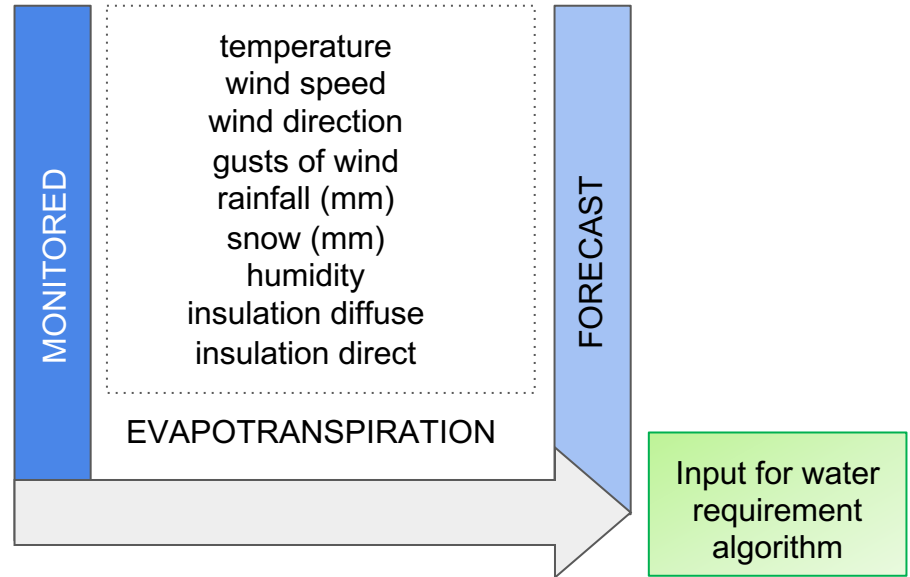 MONITORED
temperature
wind speed
wind direction
gusts of wind
rainfall (mm)
snow (mm)
humidity
insulation diffuse
insulation direct
FORECAST
EVAPOTRANSPIRATION
Input for water
requirement
algorithm